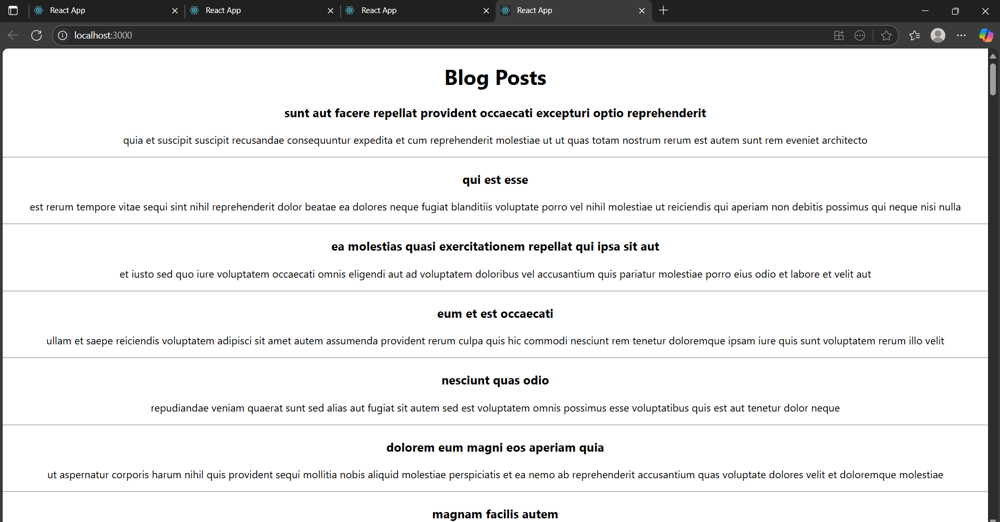 React App
React App
React App
React App
localhost:3000
Blog Posts
sunt aut facere repellat provident occaecati excepturi optio reprehenderit
quia et suscipit suscipit recusandae consequuntur expedita et cum reprehenderit molestiae ut ut quas totam nostrum rerum est autem sunt rem eveniet architecto
qui est esse
est rerum tempore vitae sequi sint nihil reprehenderit dolor beatae ea dolores neque fugiat blanditiis voluptate porro vel nihil molestiae ut reiciendis qui aperiam non debitis possimus qui neque nisi nulla
ea molestias quasi exercitationem repellat qui ipsa sit aut
et iusto sed quo iure voluptatem occaecati omnis eligendi aut ad voluptatem doloribus vel accusantium quis pariatur molestiae porro eius odio et labore et velit aut
eum et est occaecati
ullam et saepe reiciendis voluptatem adipisci sit amet autem assumenda provident rerum culpa quis hic commodi nesciunt rem tenetur doloremque ipsam iure quis sunt voluptatem rerum illo velit
nesciunt quas odio
repudiandae veniam quaerat sunt sed alias aut fugiat sit autem sed est voluptatem omnis possimus esse voluptatibus quis est aut tenetur dolor neque
dolorem eum magni eos aperiam quia
ut aspernatur corporis harum nihil quis provident sequi mollitia nobis aliquid molestiae perspiciatis et ea nemo ab reprehenderit accusantium quas voluptate dolores velit et doloremque molestiae
magnam facilis autem